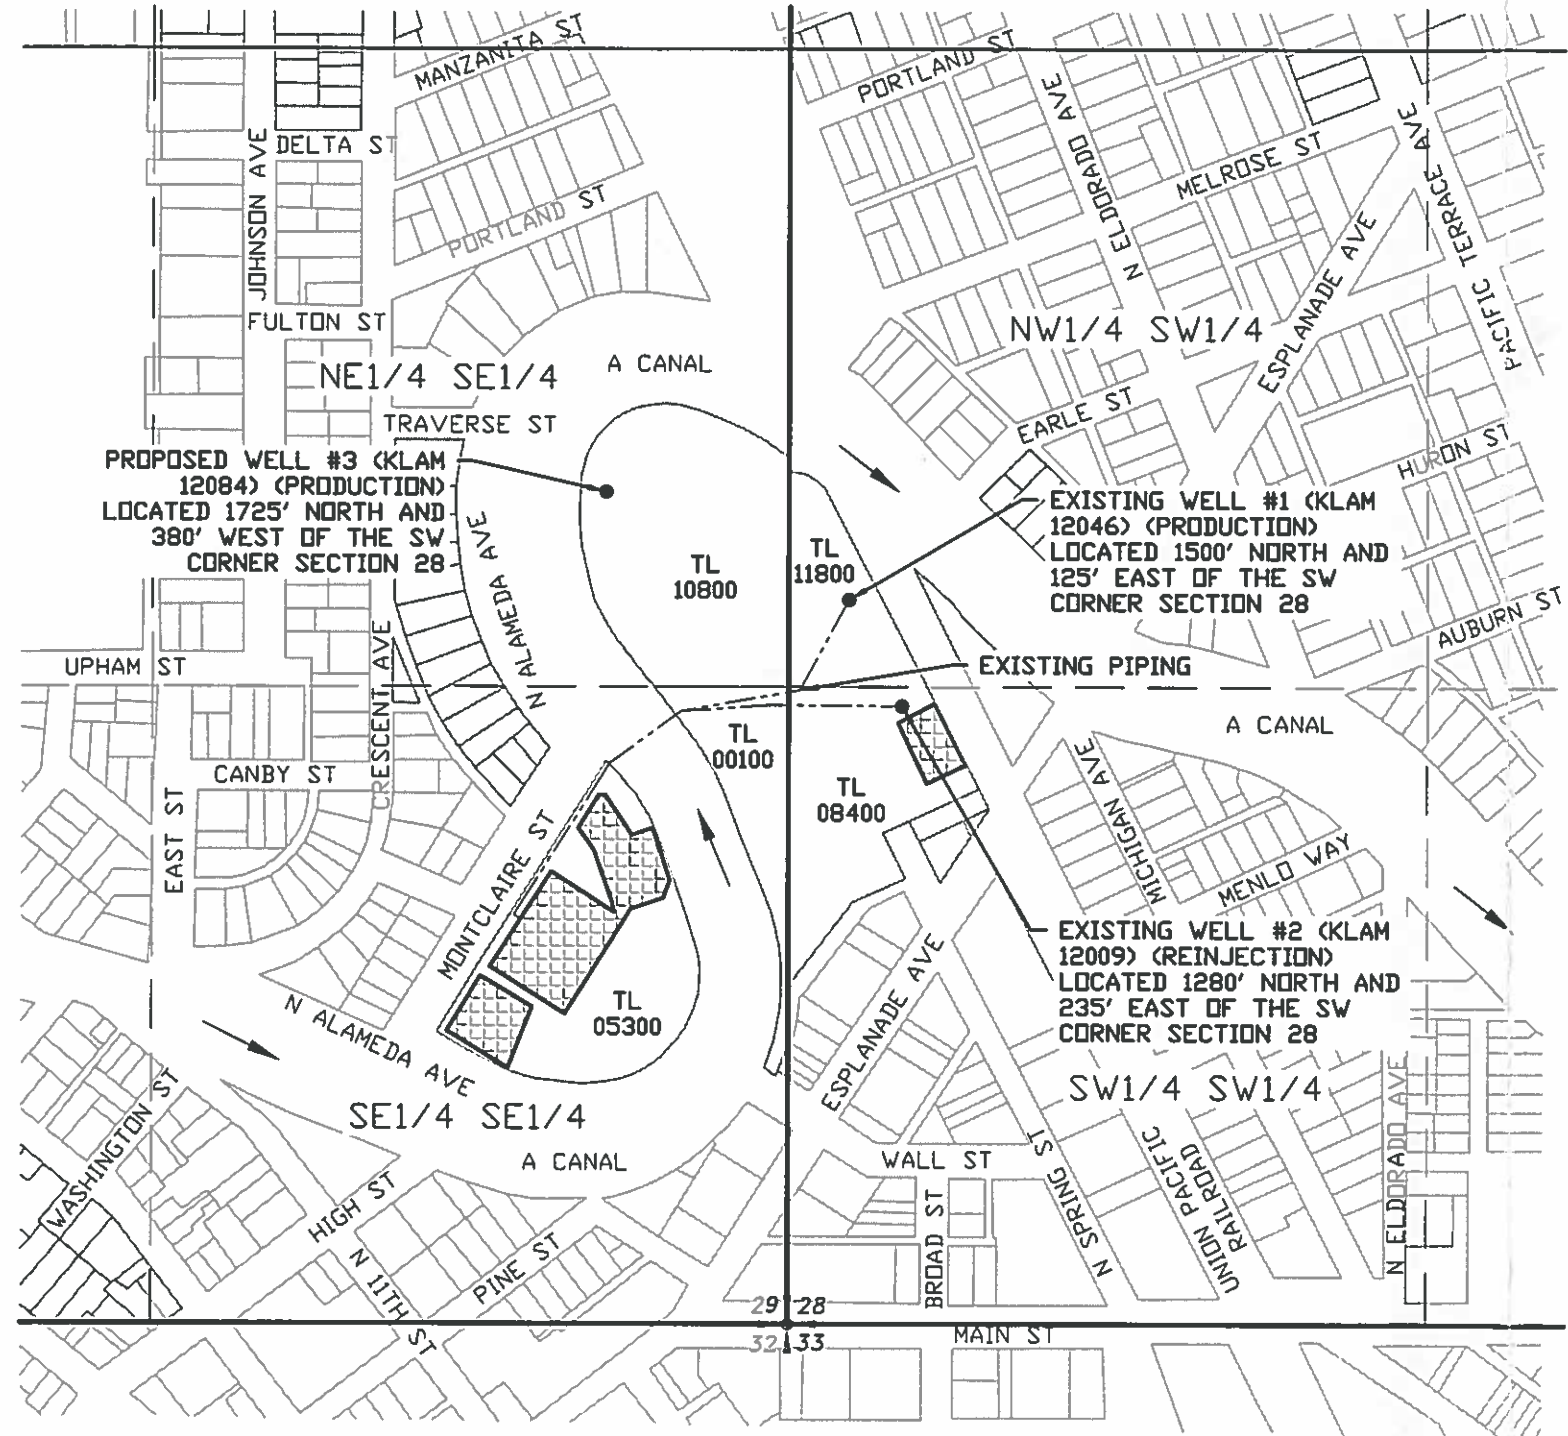 MANZANITA ST
PORTLAND ST
N ELDORADO AVE
MELROSE ST
PACIFIC TERRACE AVE
JOHNSON AVE
DELTA ST
PORTLAND ST
ESPLANADE AVE
FULTON ST
NE1/4 SE1/4
A CANAL
NW1/4 SW1/4
TRAVERSE ST
EARLE ST
HURON ST
PROPOSED WELL #3 (KLAM
12084) (PRODUCTION)
LOCATED 1725' NORTH AND
380' WEST OF THE SW
CORNER SECTION 28
EXISTING WELL #1 (KLAM
12046) (PRODUCTION)
LOCATED 1500' NORTH AND
125' EAST OF THE SW
CORNER SECTION 28
TL
10800
TL
11800
N ALAMEDA AVE
AUBURN ST
UPHAM ST
CRESCENT AVE
EXISTING PIPING
TL
00100
A CANAL
CANBY ST
EAST ST
TL
08400
MICHIGAN AVE
MENLO WAY
MONTCLAIRE ST
EXISTING WELL #2 (KLAM
12009) (REINJECTION)
LOCATED 1280' NORTH AND
235' EAST OF THE SW
CORNER SECTION 28
TL
05300
N ALAMEDA AVE
ESPLANADE AVE
SE1/4 SE1/4
SW1/4 SW1/4
WASHINGTON ST
A CANAL
WALL ST
HIGH ST
N 11TH ST
PINE ST
BROAD ST
N SPRING ST
UNION PACIFIC
RAILROAD
N ELDORADO AVE
29 28
32 33
MAIN ST